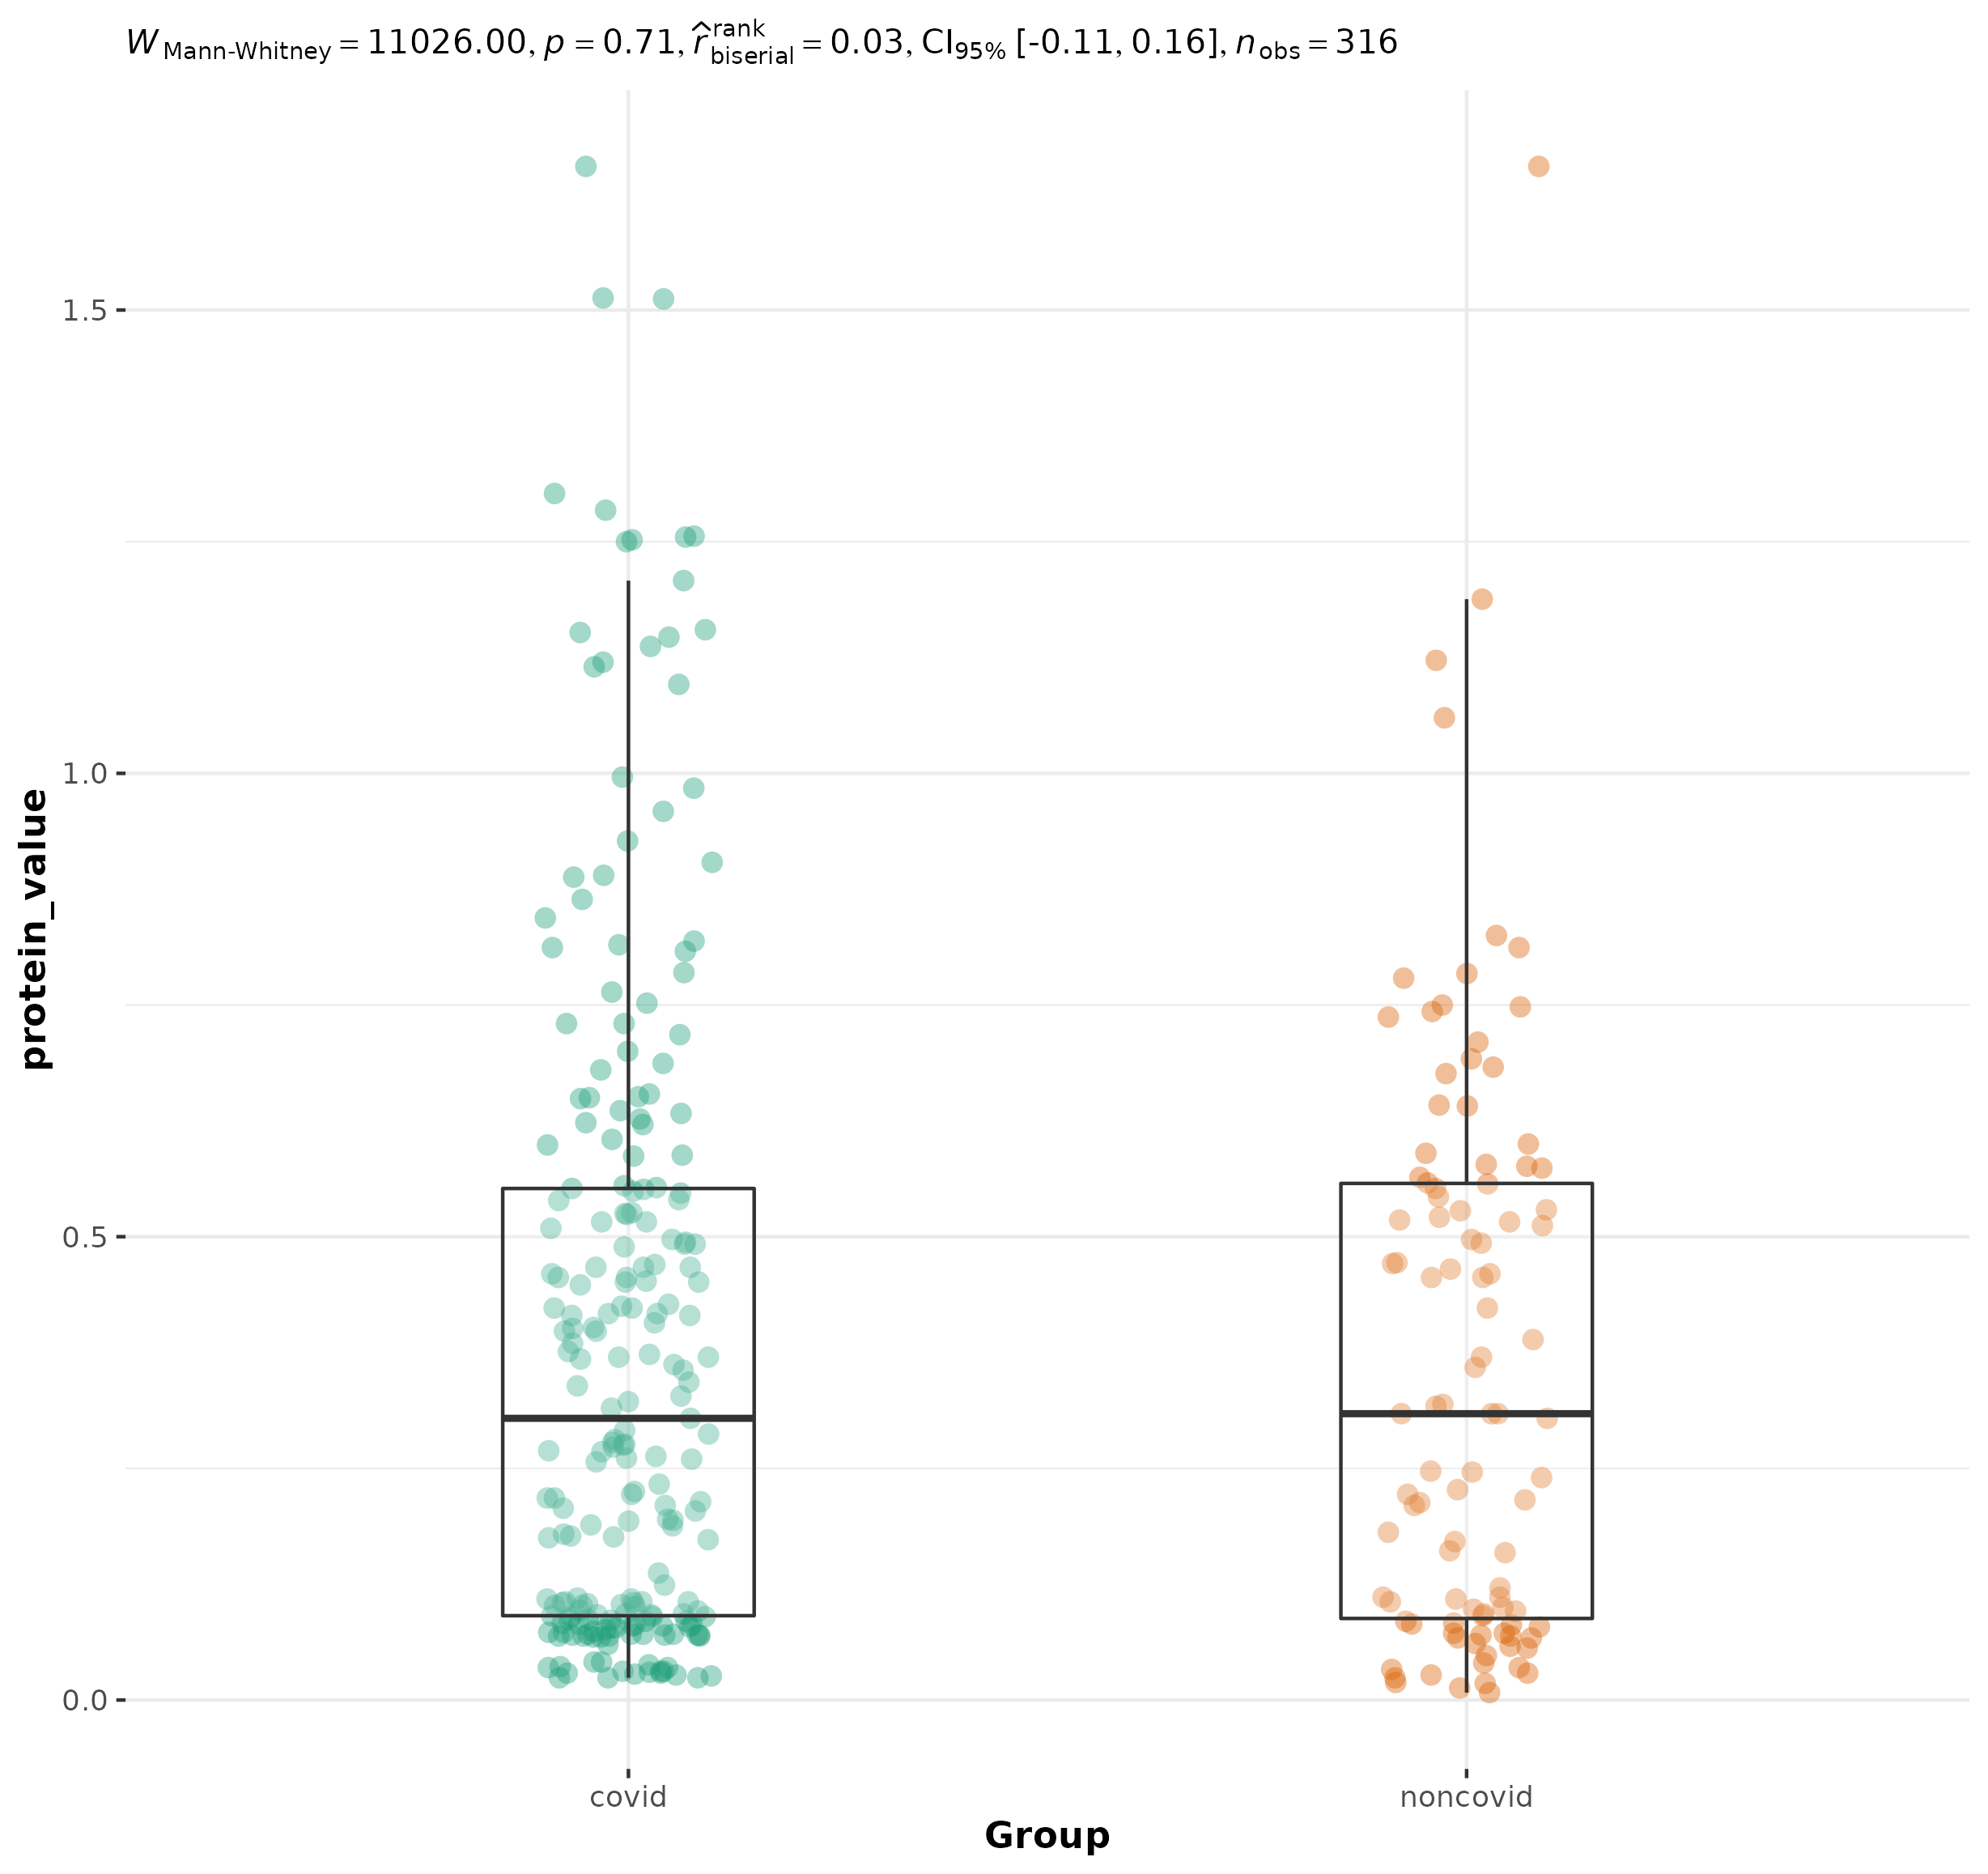 W Mann-Whitney = 11026.00, p = 0.71, r̂ rank biserial = 0.03, CI95% [-0.11, 0.16], nobs = 316
1.5
1.0
0.5
0.0
protein_value
covid noncovid
Group